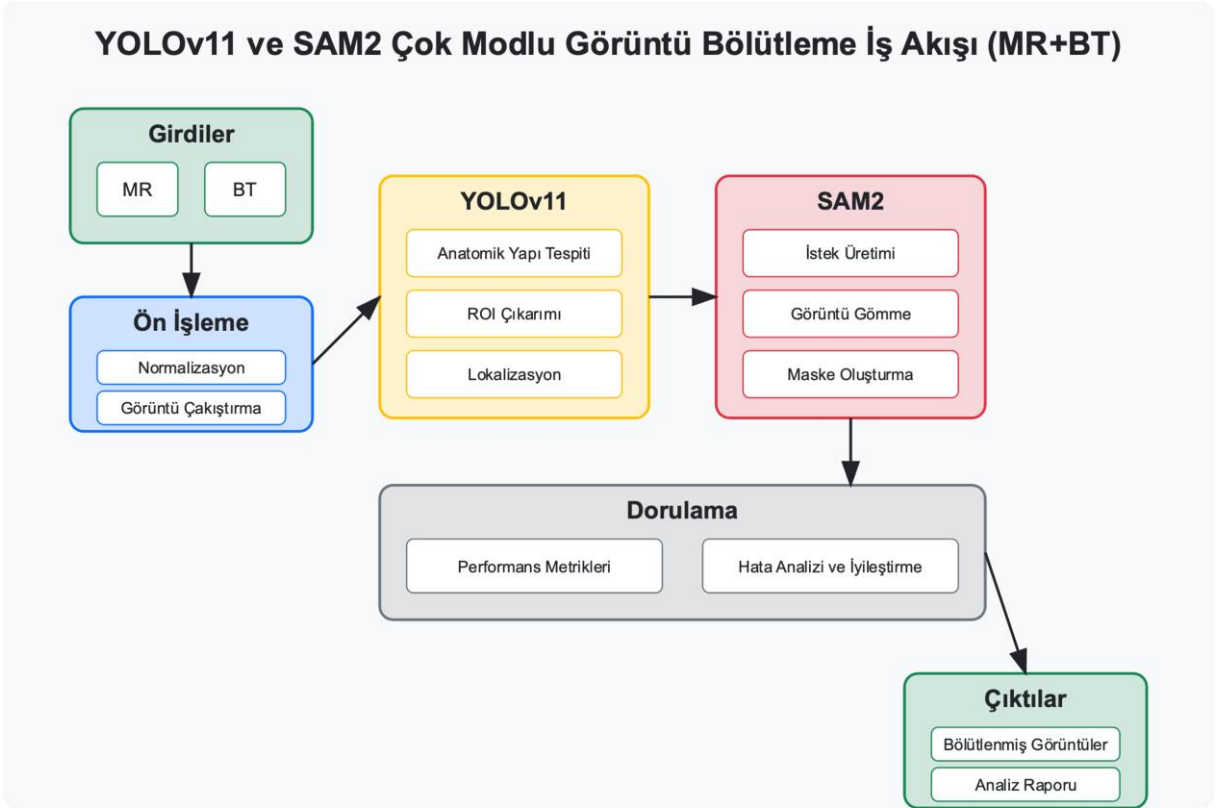 YOLOv11 ve SAM2 Çok Modlu Görüntü Bölütleme İş Akışı (MR+BT)
Girdiler
MR
BT
Ön İşleme
Normalizasyon
Görüntü Çakıştırma
YOLOv11
Anatomik Yapı Tespiti
ROI Çıkarımı
Lokalizasyon
SAM2
İstek Üretimi
Görüntü Gömme
Maske Oluşturma
Dorulama
Performans Metrikleri
Hata Analizi ve İyileştirme
Çıktılar
Bölütlenmiş Görüntüler
Analiz Raporu